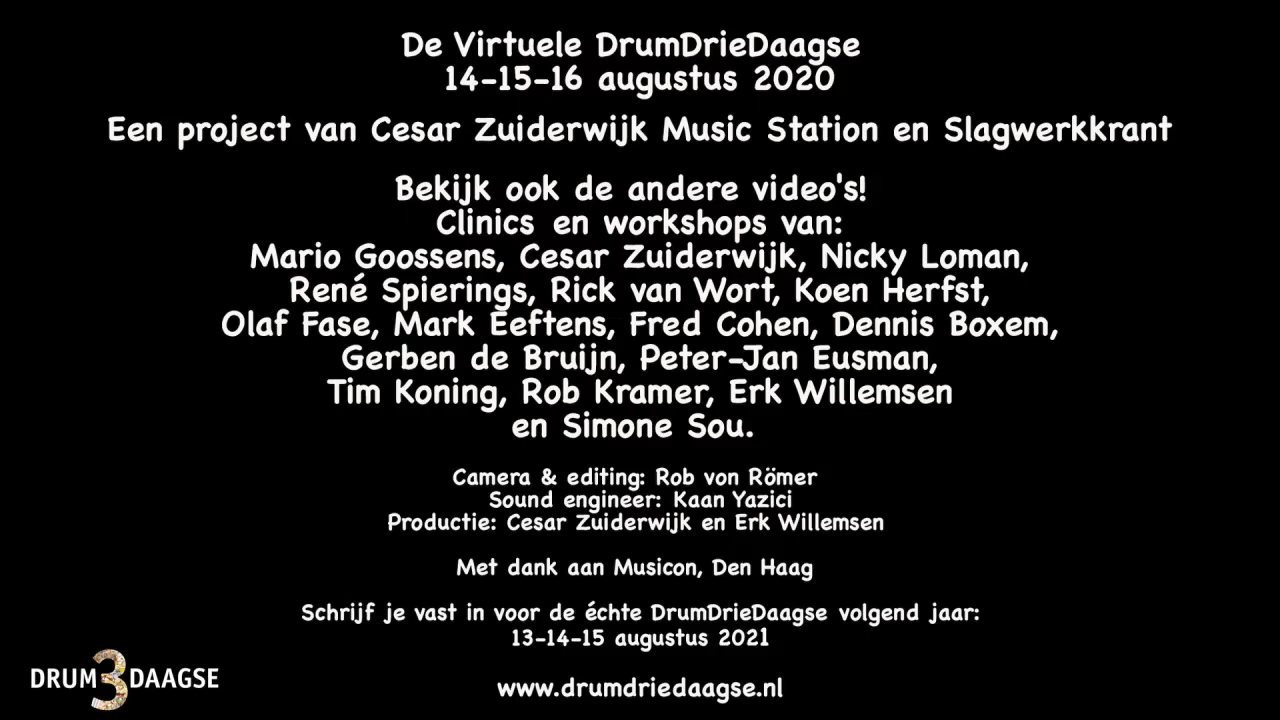 De Virtuele DrumDrieDaagse
14-15-16 augustus 2020
Een project van Cesar Zuiderwijk Music Station en Slagwerkkrant
Bekijk ook de andere video's!
Clinics en workshops van:
Mario Goossens, Cesar Zuiderwijk, Nicky Loman,
René Spierings, Rick van Wort, Koen Herfst,
Olaf Fase, Mark Eeftens, Fred Cohen, Dennis Boxem,
Gerben de Bruijn, Peter-Jan Eusman,
Tim Koning, Rob Kramer, Erk Willemsen
en Simone Sou.
Camera & editing: Rob von Römer
Sound engineer: Kaan Yazici
Productie: Cesar Zuiderwijk en Erk Willemsen
Met dank aan Musicon, Den Haag
Schrijf je vast in voor de échte DrumDrieDaagse volgend jaar:
13-14-15 augustus 2021
www.drumdriedaagse.nl
DRUM3DAAGSE